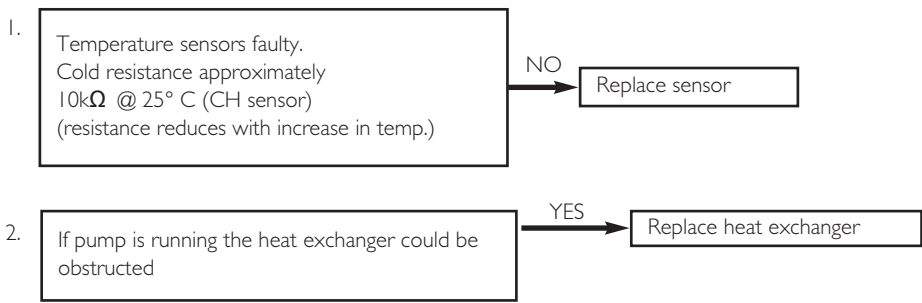 1.
Temperature sensors faulty.
Cold resistance approximately
10kΩ @ 25° C (CH sensor)
(resistance reduces with increase in temp.)
NO
Replace sensor
2.
If pump is running the heat exchanger could be
obstructed
YES
Replace heat exchanger